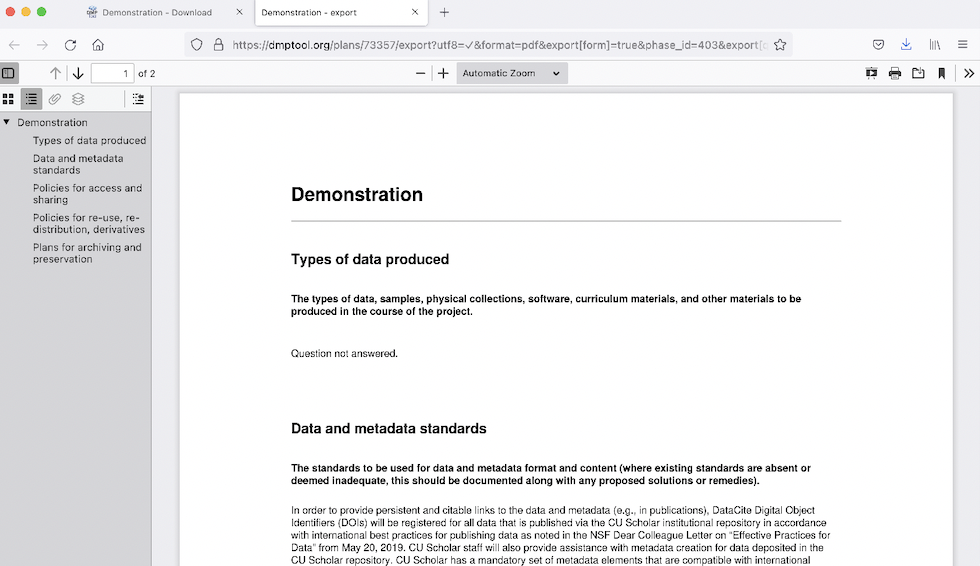 Demonstration - Download
Demonstration - export
https://dmptool.org/plans/73357/export?utf8=✓&format=pdf&export[form]=true&phase_id=403&export[
1 of 2
Automatic Zoom
Demonstration
Types of data produced
Data and metadata
standards
Policies for access and
sharing
Policies for re-use, re-
distribution, derivatives
Plans for archiving and
preservation
Demonstration
Types of data produced
The types of data, samples, physical collections, software, curriculum materials, and other materials to be
produced in the course of the project.
Question not answered.
Data and metadata standards
The standards to be used for data and metadata format and content (where existing standards are absent or
deemed inadequate, this should be documented along with any proposed solutions or remedies).
In order to provide persistent and citable links to the data and metadata (e.g., in publications), DataCite Digital Object
Identifiers (DOIs) will be registered for all data that is published via the CU Scholar institutional repository in accordance
with international best practices for publishing data as noted in the NSF Dear Colleague Letter on “Effective Practices for
Data” from May 20, 2019. CU Scholar staff will also provide assistance with metadata creation for data deposited in the
CU Scholar repository. CU Scholar has a mandatory set of metadata elements that are compatible with international